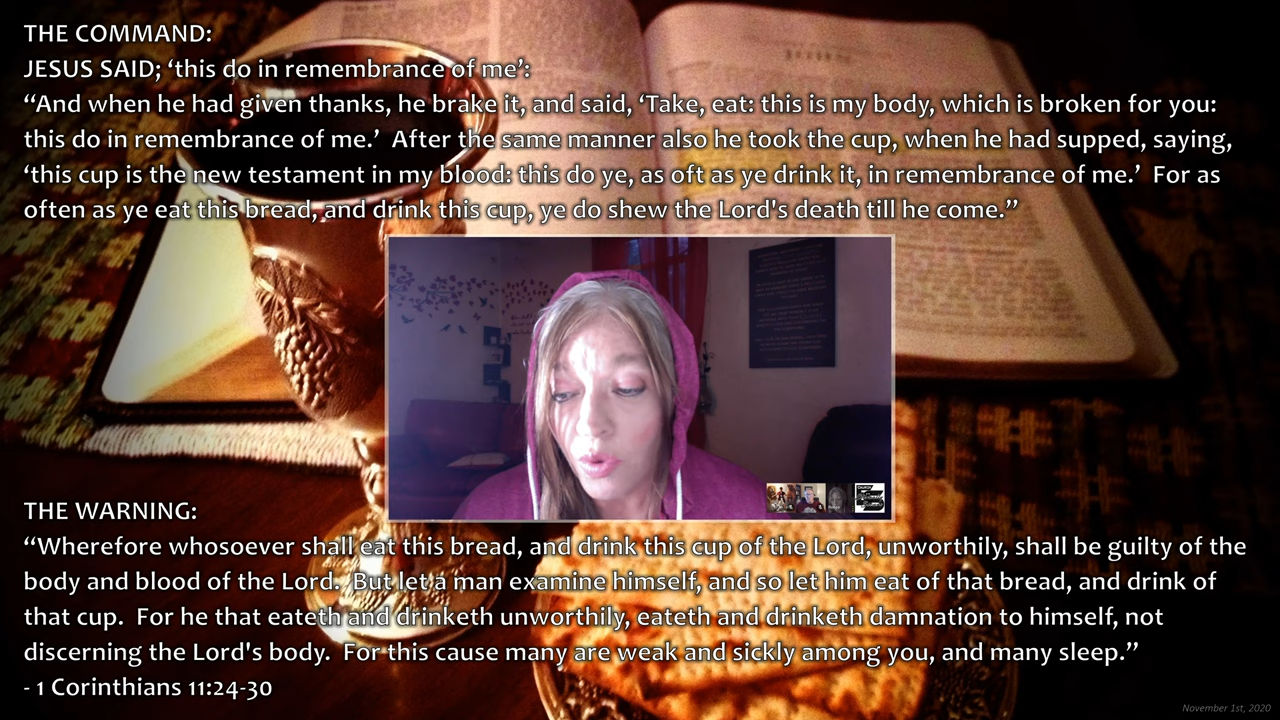 THE COMMAND:
JESUS SAID; ‘this do in remembrance of me’:
“And when he had given thanks, he brake it, and said, ‘Take, eat: this is my body, which is broken for you:
this do in remembrance of me.’  After the same manner also he took the cup, when he had supped, saying,
‘this cup is the new testament in my blood: this do ye, as oft as ye drink it, in remembrance of me.’  For as
often as ye eat this bread, and drink this cup, ye do shew the Lord's death till he come.”
THE WARNING:
“Wherefore whosoever shall eat this bread, and drink this cup of the Lord, unworthily, shall be guilty of the
body and blood of the Lord.  But let a man examine himself, and so let him eat of that bread, and drink of
that cup.  For he that eateth and drinketh unworthily, eateth and drinketh damnation to himself, not
discerning the Lord's body.  For this cause many are weak and sickly among you, and many sleep.”
- 1 Corinthians 11:24-30
November 1st, 2020